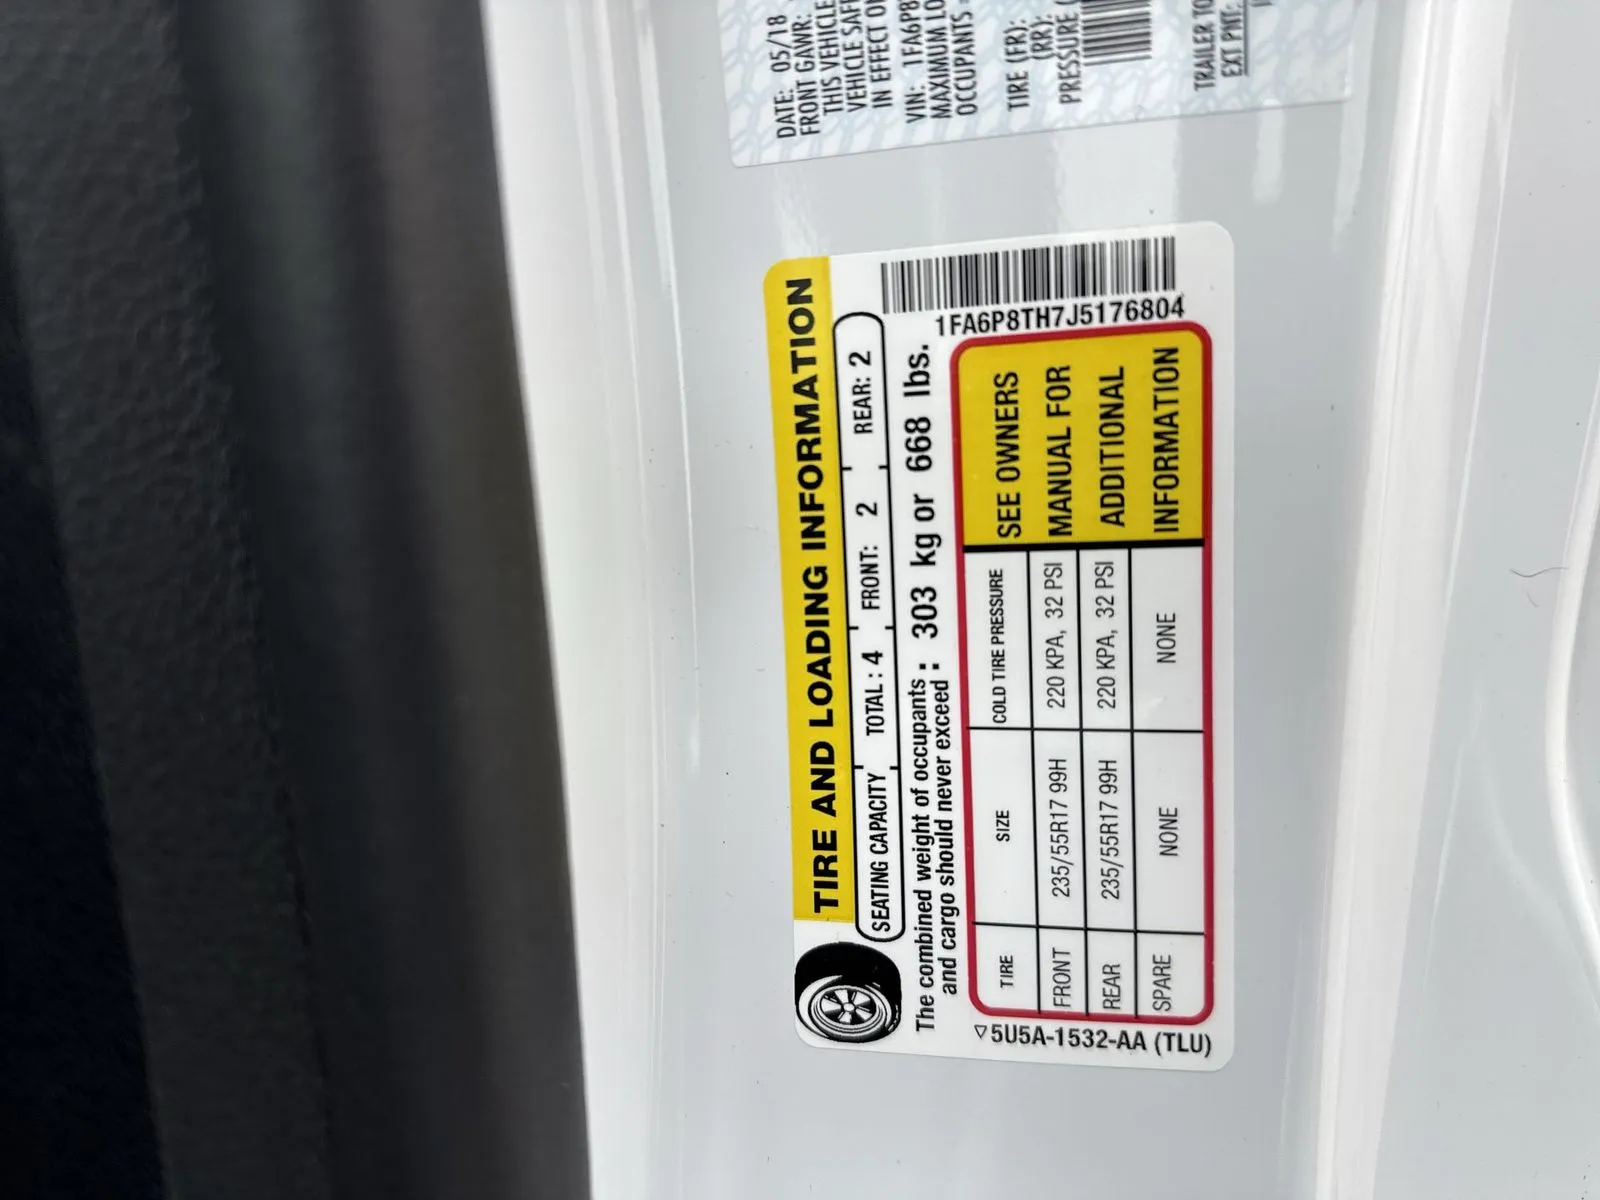 TIRE AND LOADING INFORMATION
SEATING CAPACITY TOTAL : 4 FRONT: 2 REAR: 2
The combined weight of occupants
and cargo should never exceed : 303 kg or 668 lbs.
1FA6P8TH7J5176804
TIRE SIZE COLD TIRE PRESSURE
FRONT 235/55R17 99H 220 KPA, 32 PSI
REAR 235/55R17 99H 220 KPA, 32 PSI
SPARE NONE NONE
SEE OWNERS
MANUAL FOR
ADDITIONAL
INFORMATION
5U5A-1532-AA (TLU)
DATE: 05/18
FRONT GAWR:
THIS VEHICLE
VEHICLE SAF
IN EFFECT ON
VIN: 1FA6P8
MAXIMUM LO
OCCUPANTS =
TIRE (FR):
(RR):
PRESSURE (
TRAILER TO
EXT PNT: